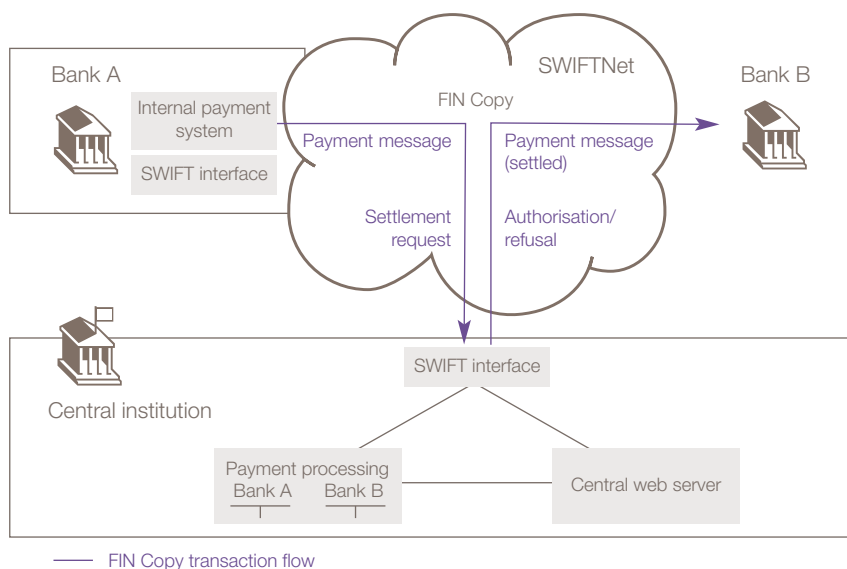 SWIFTNet
Bank A
Bank B
FIN Copy
Internal payment
system
Payment message
Payment message
(settled)
SWIFT interface
Settlement
request
Authorisation/
refusal
SWIFT interface
Central institution
Payment processing
Bank A
Bank B
Central web server
FIN Copy transaction flow